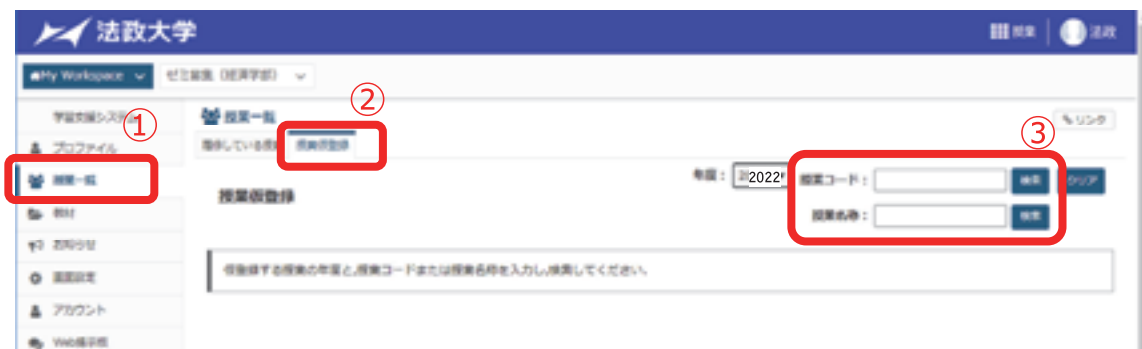 法政大学
授業
法政
My Workspace
ゼミ募集（経済学部）
②
学習支援システム
①
授業一覧
リンク
プロファイル
履修している授業 授業仮登録
③
授業一覧
年度： 2022年 授業コード： 検索 クリア
教材
授業仮登録
授業名称： 検索
お知らせ
仮登録する授業の年度と,授業コードまたは授業名称を入力し,検索してください。
画面設定
アカウント
Web掲示板